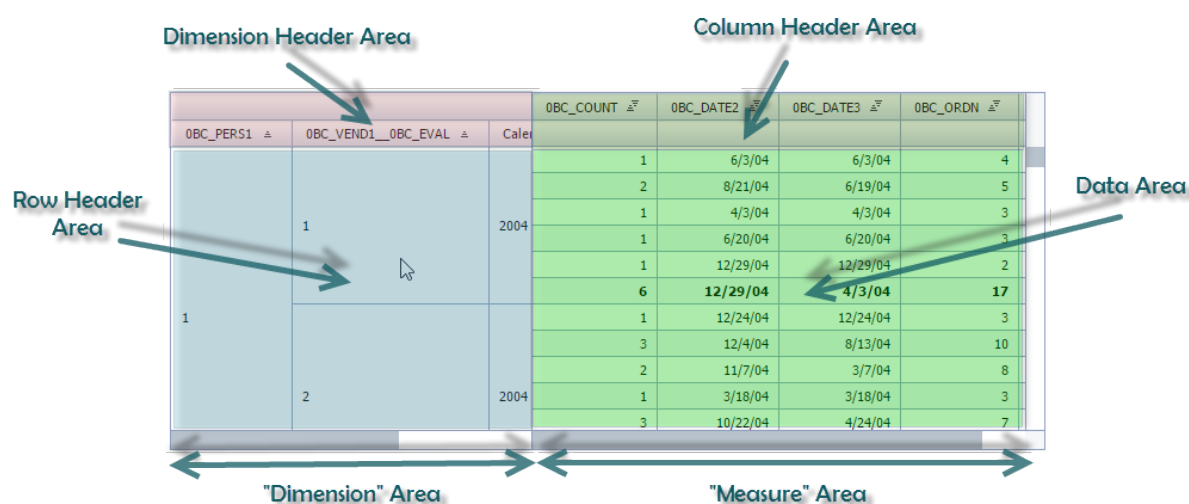 Dimension Header Area
Column Header Area
0BC_COUNT 0BC_DATE2 0BC_DATE3 0BC_ORDN
0BC_PERS1 0BC_VEND1__0BC_EVAL Caler
1 6/3/04 6/3/04 4
2 8/21/04 6/19/04 5
Row Header
Area
Data Area
1 2004 1 4/3/04 4/3/04 3
1 6/20/04 6/20/04 3
1 12/29/04 12/29/04 2
6 12/29/04 4/3/04 17
1 1 12/24/04 12/24/04 3
3 12/4/04 8/13/04 10
2 11/7/04 3/7/04 8
2 2004 1 3/18/04 3/18/04 3
3 10/22/04 4/24/04 7
"Dimension" Area
"Measure" Area